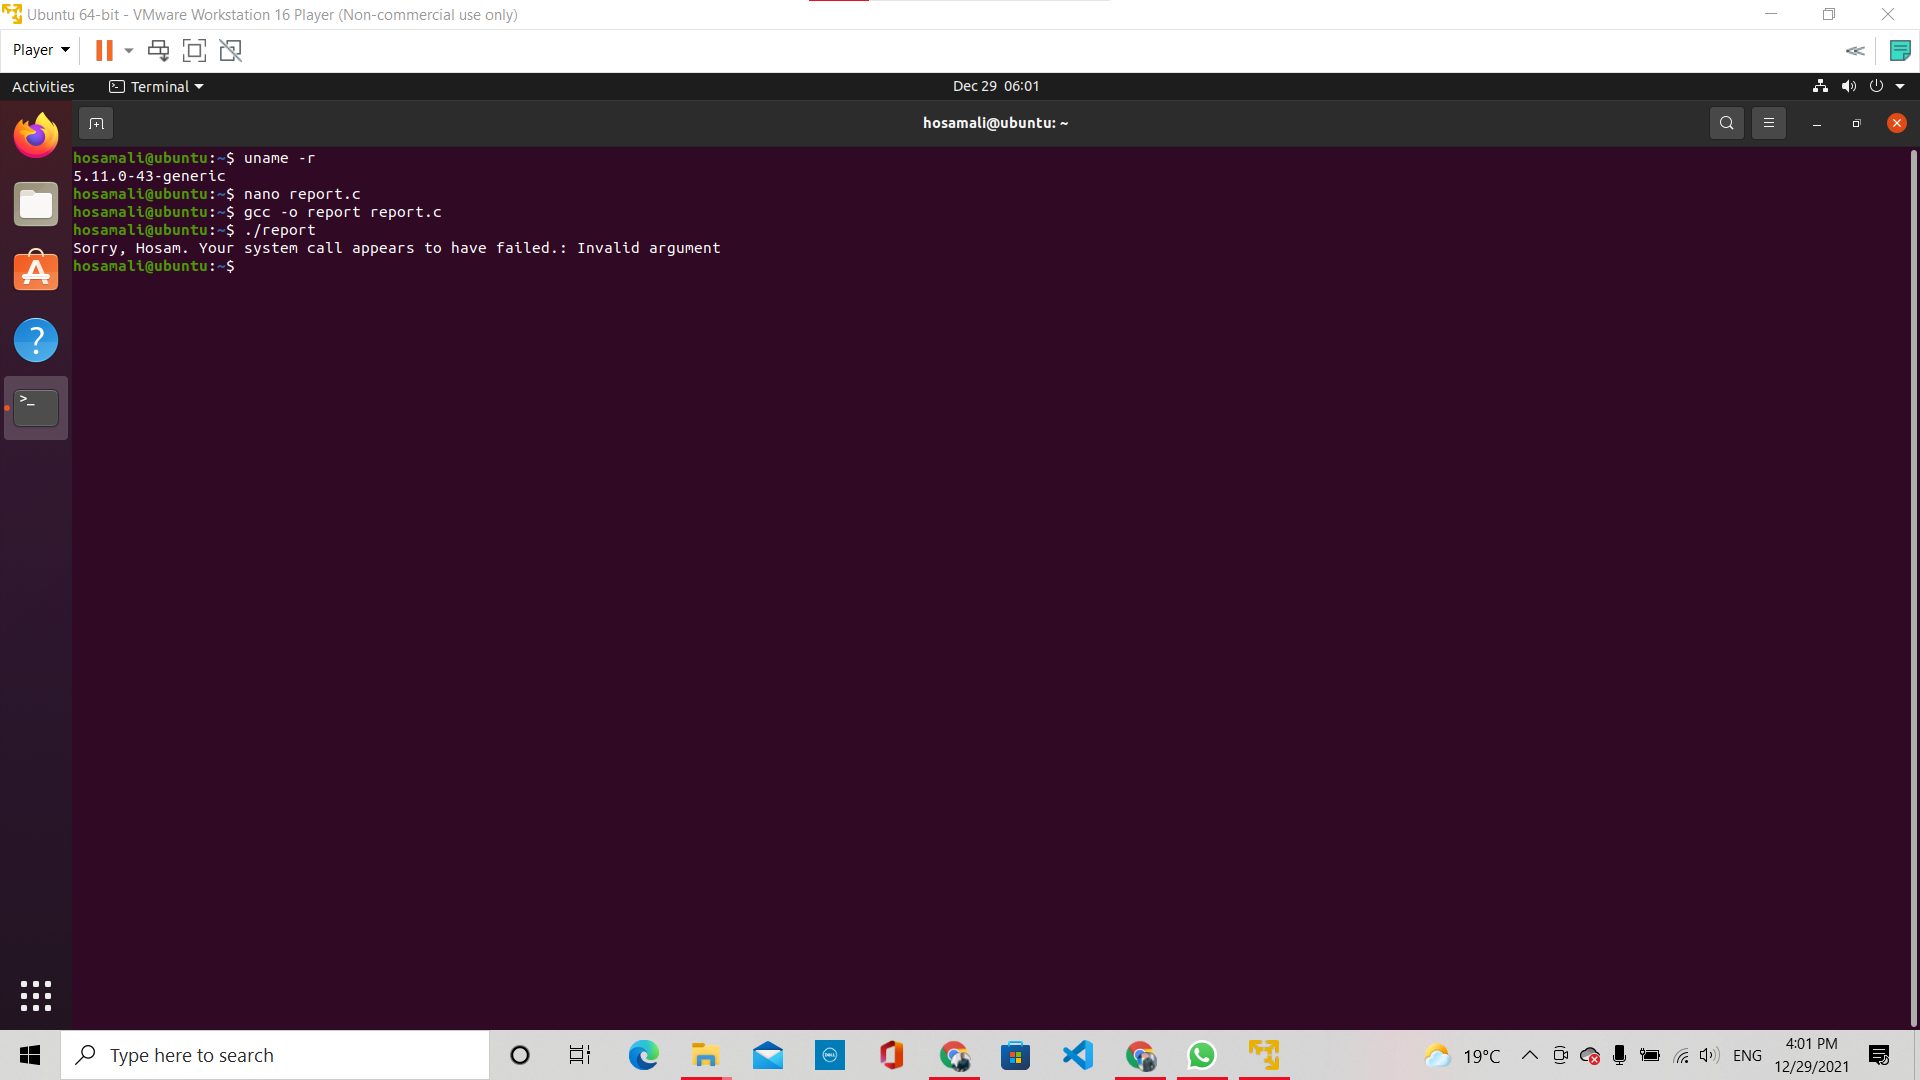 Ubuntu 64-bit - VMware Workstation 16 Player (Non-commercial use only)
Player
Activities
Terminal
Dec 29 06:01
hosamali@ubuntu: ~
hosamali@ubuntu:~$ uname -r
5.11.0-43-generic
hosamali@ubuntu:~$ nano report.c
hosamali@ubuntu:~$ gcc -o report report.c
hosamali@ubuntu:~$ ./report
Sorry, Hosam. Your system call appears to have failed.: Invalid argument
hosamali@ubuntu:~$
Type here to search
DELL
19°C
ENG
4:01 PM
12/29/2021